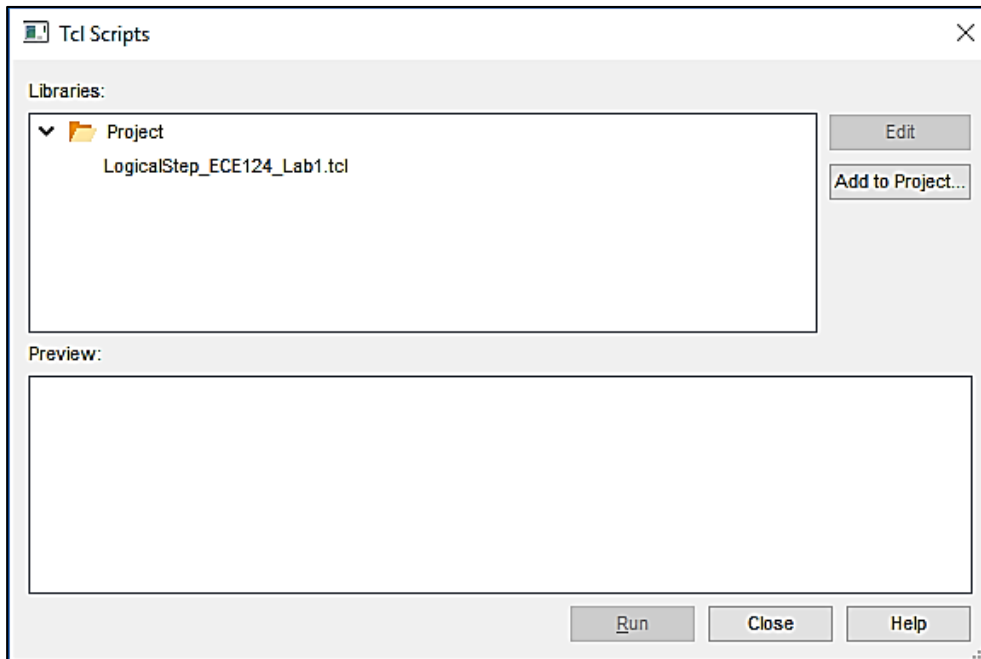 Tcl Scripts
Libraries:
Project
Edit
LogicalStep_ECE124_Lab1.tcl
Add to Project...
Preview:
Run
Close
Help